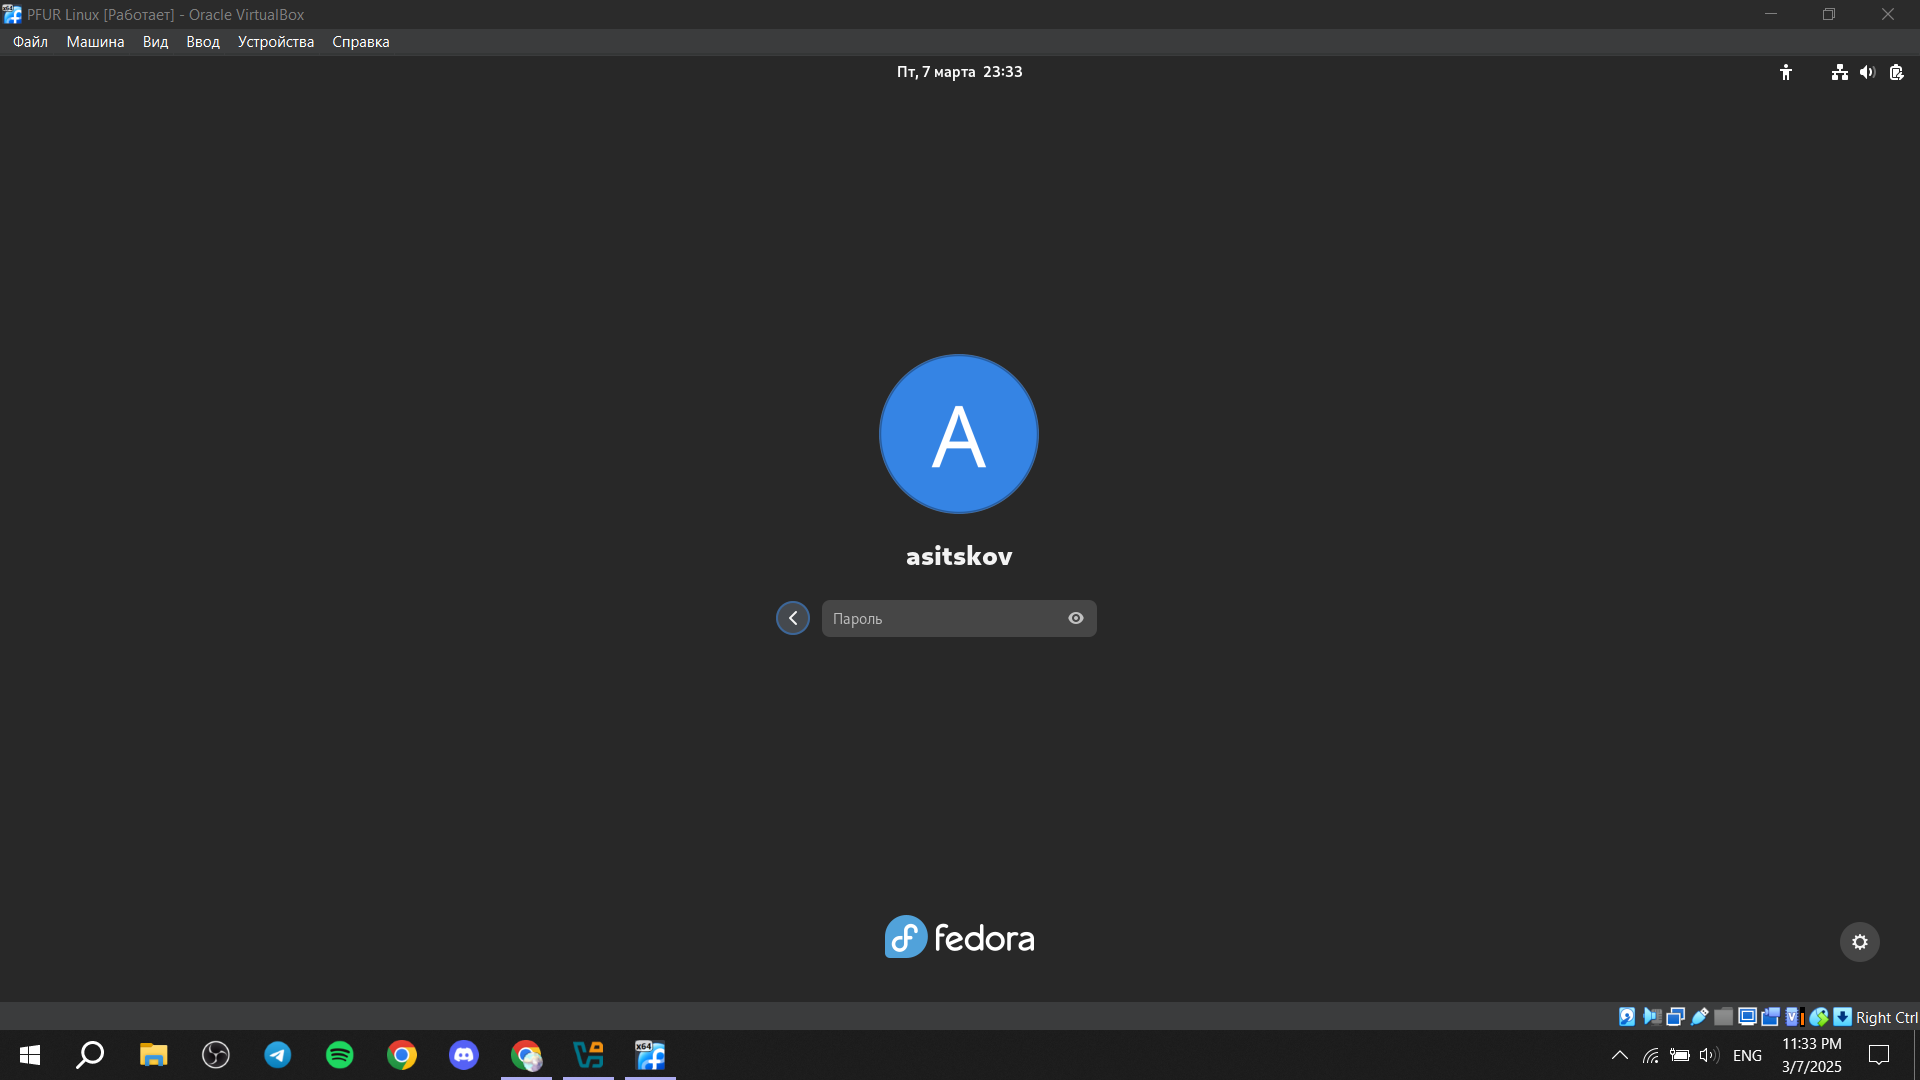 PFUR Linux [Работает] - Oracle VirtualBox
Файл Машина Вид Ввод Устройства Справка
Пт, 7 марта 23:33
A
asitskov
Пароль
fedora
Right Ctrl
x64
ENG
11:33 PM
3/7/2025